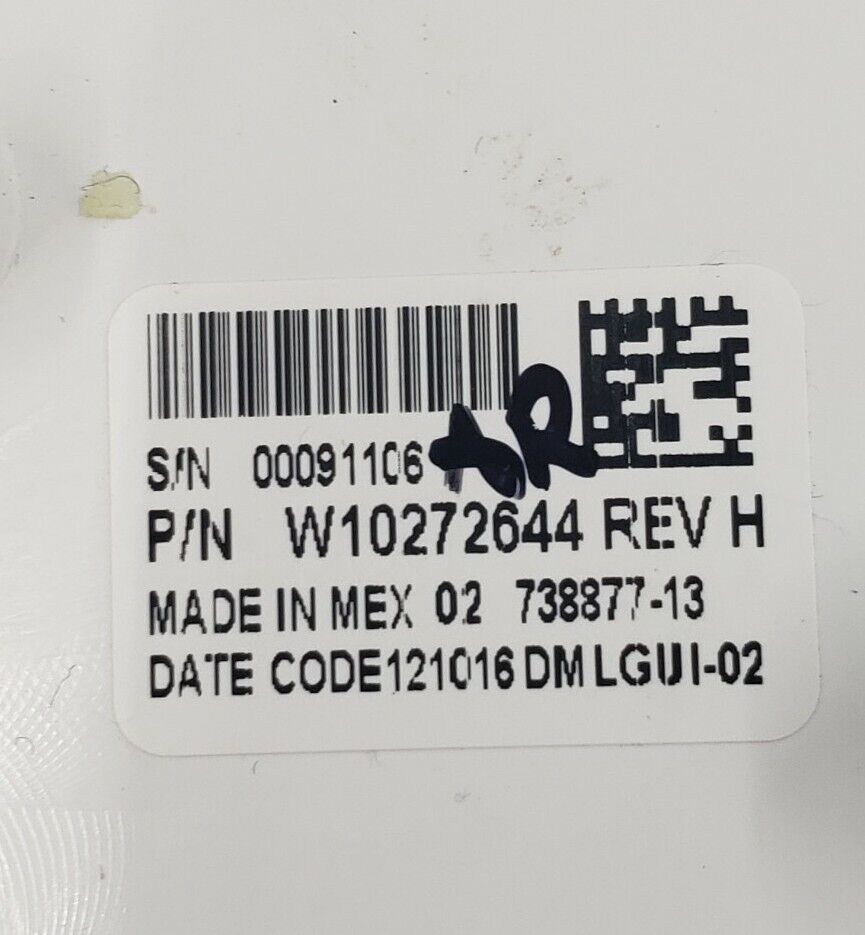 S/N 00091106
P/N W10272644 REV H
MADE IN MEX 02 738877-13
DATE CODE121016 DM LGUI-02